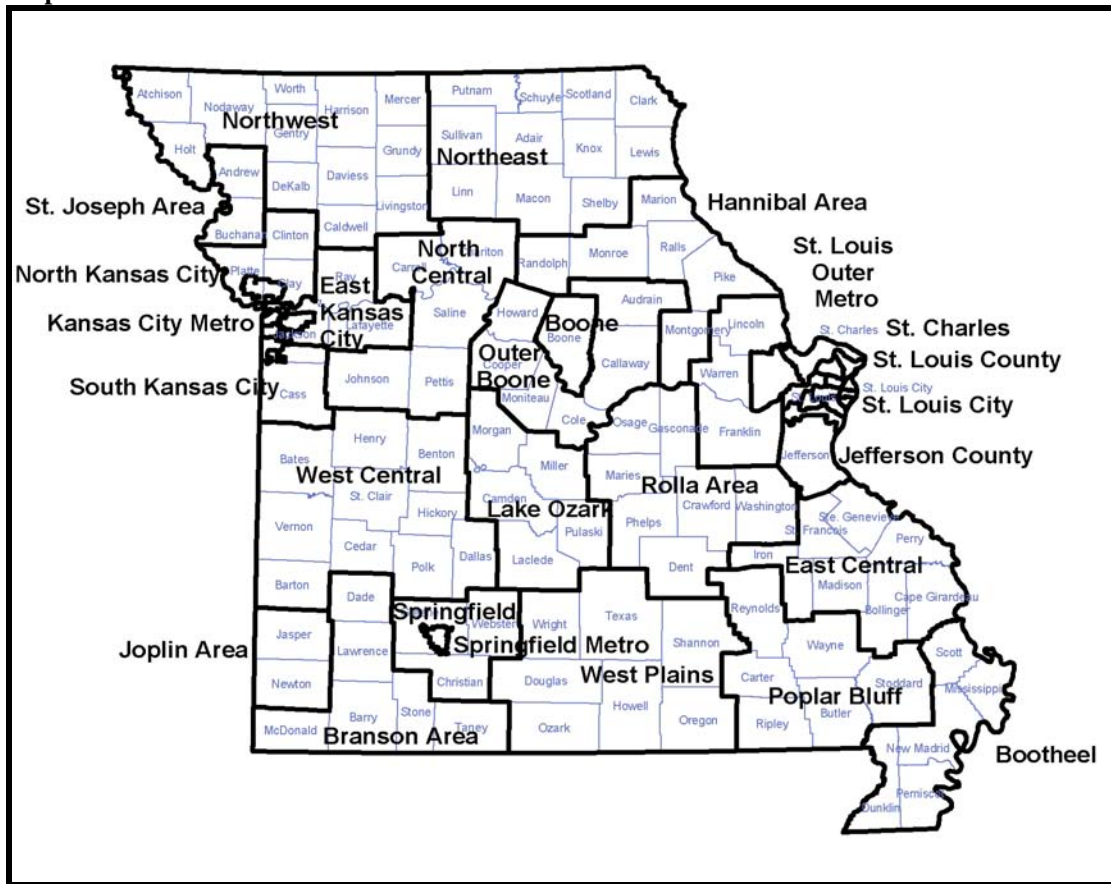 Atchison
Nodaway
Worth
Harrison
Mercer
Putnam
Schuyle
Scotland
Clark
Northwest
Gentry
Sullivan
Adair
Knox
Lewis
Holt
Grundy
Northeast
Andrew
DeKalb
Daviess
Livingston
Linn
Macon
Shelby
Marion
Hannibal Area
St. Joseph Area
Buchanan
Clinton
Caldwell
North
Central
Chariton
Carroll
Randolph
Monroe
Ralls
Pike
St. Louis
Outer
Metro
North Kansas City
Platte
Clay
Ray
East
Kansas
City
Lafayette
Saline
Howard
Audrain
Boone
Boone
Callaway
Montgomery
Lincoln
St. Charles
St. Charles
Kansas City Metro
Jackson
Outer
Boone
Cooper
Moniteau
Warren
St. Louis County
St. Louis City
St. Louis
St. Louis City
South Kansas City
Cass
Johnson
Pettis
Cole
Osage
Gasconade
Franklin
Jefferson
Jefferson County
Henry
Benton
Morgan
Miller
Maries
Bates
West Central
St. Clair
Camden
Lake Ozark
Rolla Area
Crawford
Washington
Hickory
Pulaski
Phelps
Vernon
St. Francois
Ste. Genevieve
Perry
Cedar
Polk
Dallas
Laclede
Dent
Iron
East Central
Barton
Dade
Madison
Bollinger
Cape Girardeau
Springfield
Webster
Wright
Texas
Reynolds
Jasper
Joplin Area
Lawrence
Springfield Metro
Shannon
Wayne
Scott
Newton
Christian
Douglas
West Plains
Carter
Stoddard
Mississippi
Poplar Bluff
McDonald
Barry
Stone
Taney
Branson Area
Ozark
Howell
Oregon
Ripley
Butler
New Madrid
Bootheel
Pemiscot
Dunklin